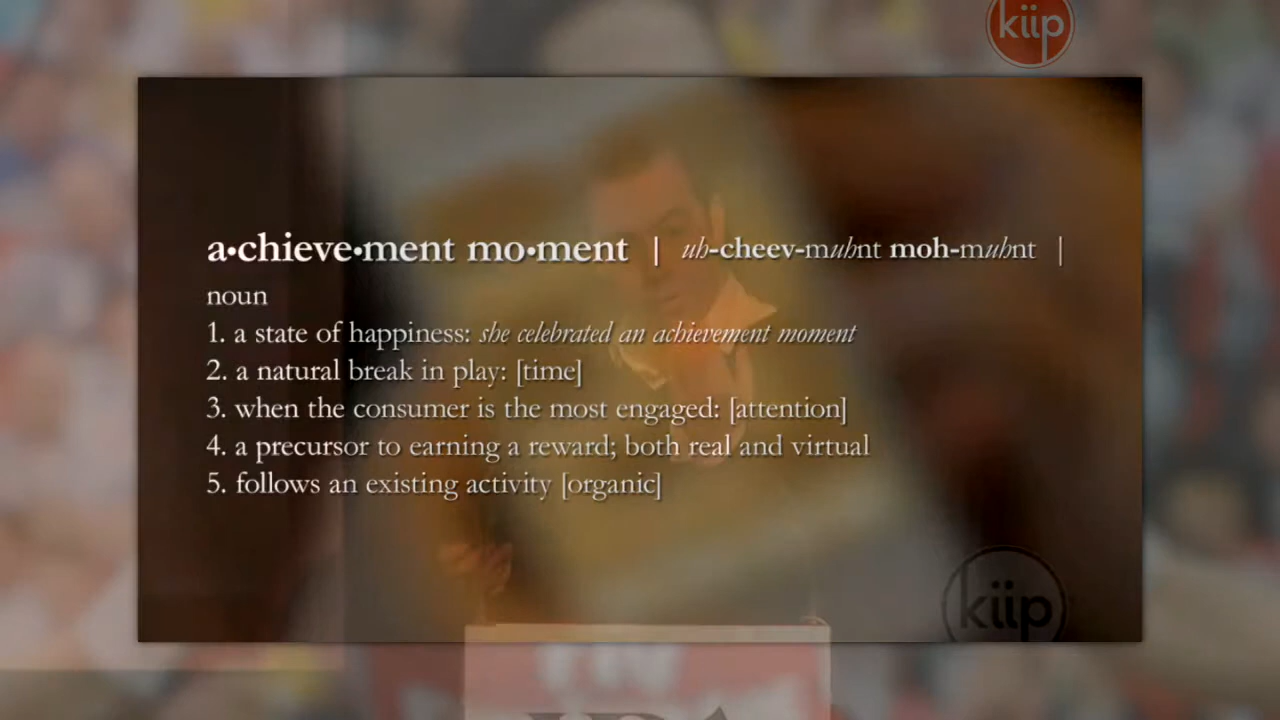 kiip
a•chieve•ment mo•ment | uh-cheev-muhnt moh-muhnt |
noun
1. a state of happiness: she celebrated an achievement moment
2. a natural break in play: [time]
3. when the consumer is the most engaged: [attention]
4. a precursor to earning a reward; both real and virtual
5. follows an existing activity [organic]
kiip